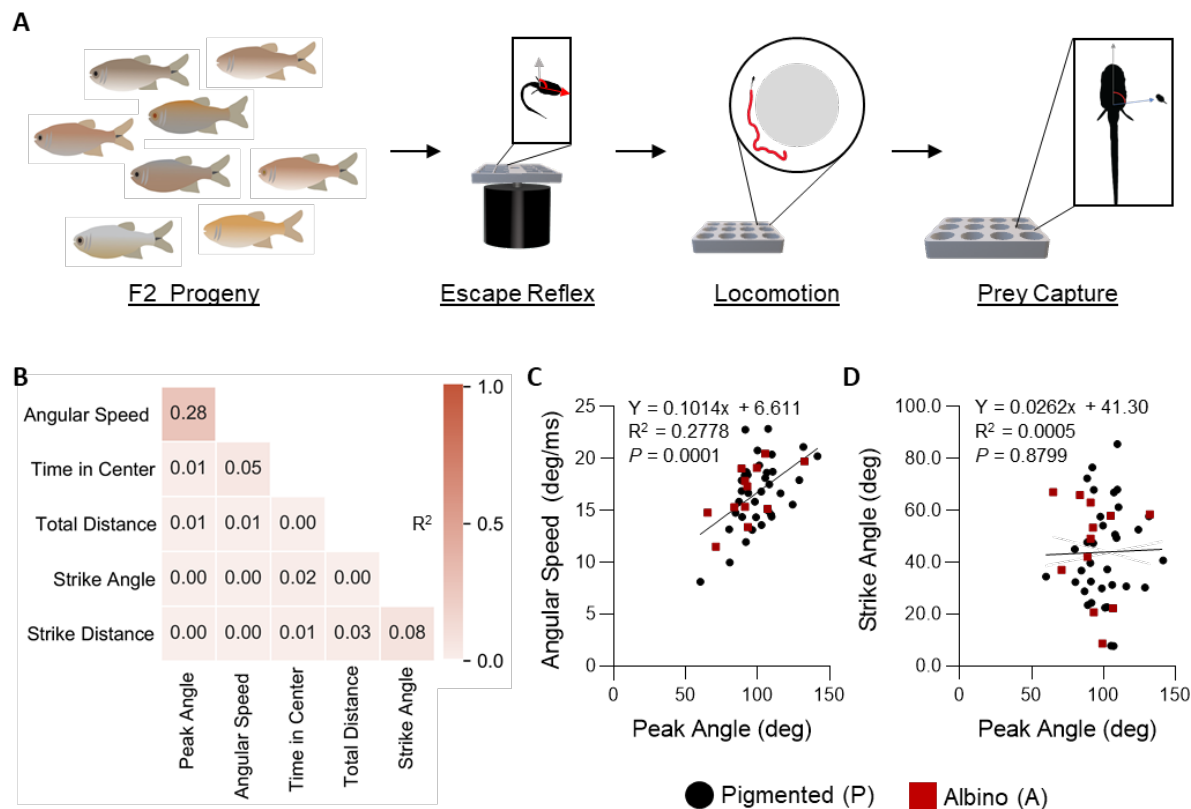 A
F2 Progeny
Escape Reflex
Locomotion
Prey Capture
B
Angular Speed
Time in Center
Total Distance
Strike Angle
Strike Distance
0.28
0.01 0.05
0.01 0.01 0.00
0.00 0.00 0.02 0.00
0.00 0.00 0.01 0.03 0.08
Peak Angle
Angular Speed
Time in Center
Total Distance
Strike Angle
R²
1.0
0.5
0.0
C
Y = 0.1014x + 6.611
R² = 0.2778
P = 0.0001
Angular Speed (deg/ms)
25
20
15
10
5
0
0 50 100 150
Peak Angle (deg)
D
Y = 0.0262x + 41.30
R² = 0.0005
P = 0.8799
Strike Angle (deg)
100.0
80.0
60.0
40.0
20.0
0.0
0 50 100 150
Peak Angle (deg)
Pigmented (P)
Albino (A)